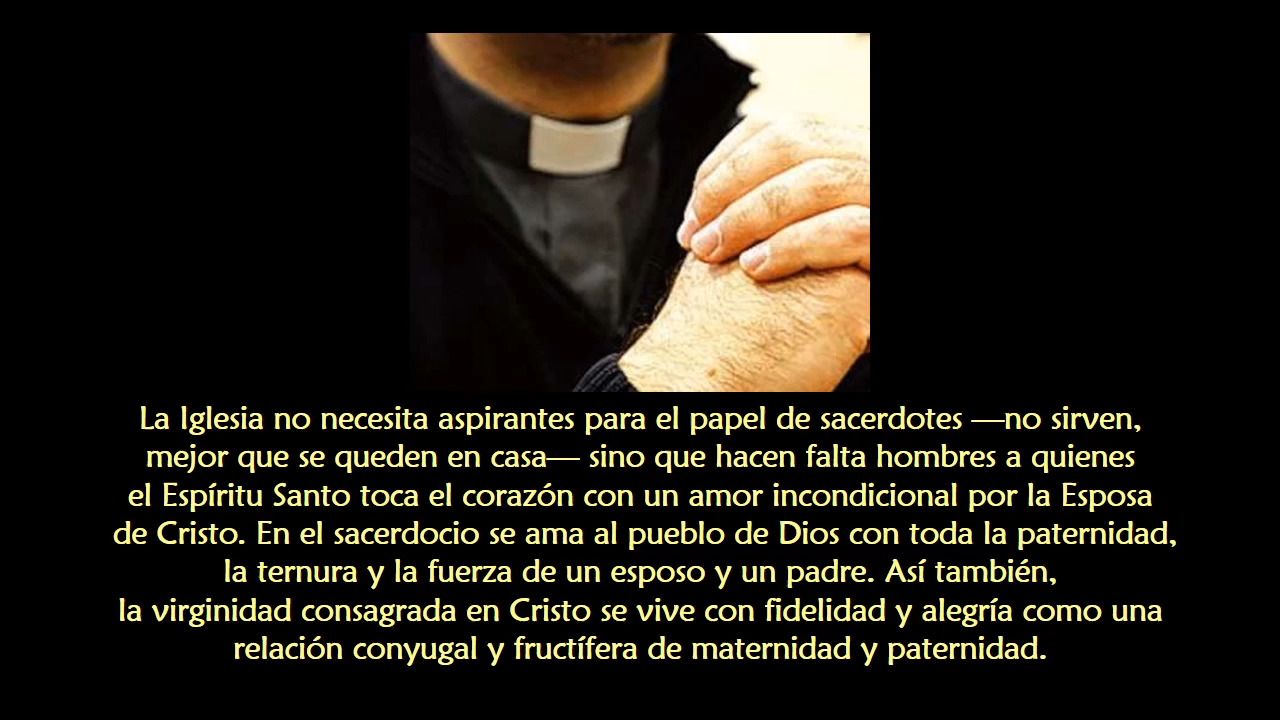 La Iglesia no necesita aspirantes para el papel de sacerdotes —no sirven,
mejor que se queden en casa— sino que hacen falta hombres a quienes
el Espíritu Santo toca el corazón con un amor incondicional por la Esposa
de Cristo. En el sacerdocio se ama al pueblo de Dios con toda la paternidad,
la ternura y la fuerza de un esposo y un padre. Así también,
la virginidad consagrada en Cristo se vive con fidelidad y alegría como una
relación conyugal y fructífera de maternidad y paternidad.